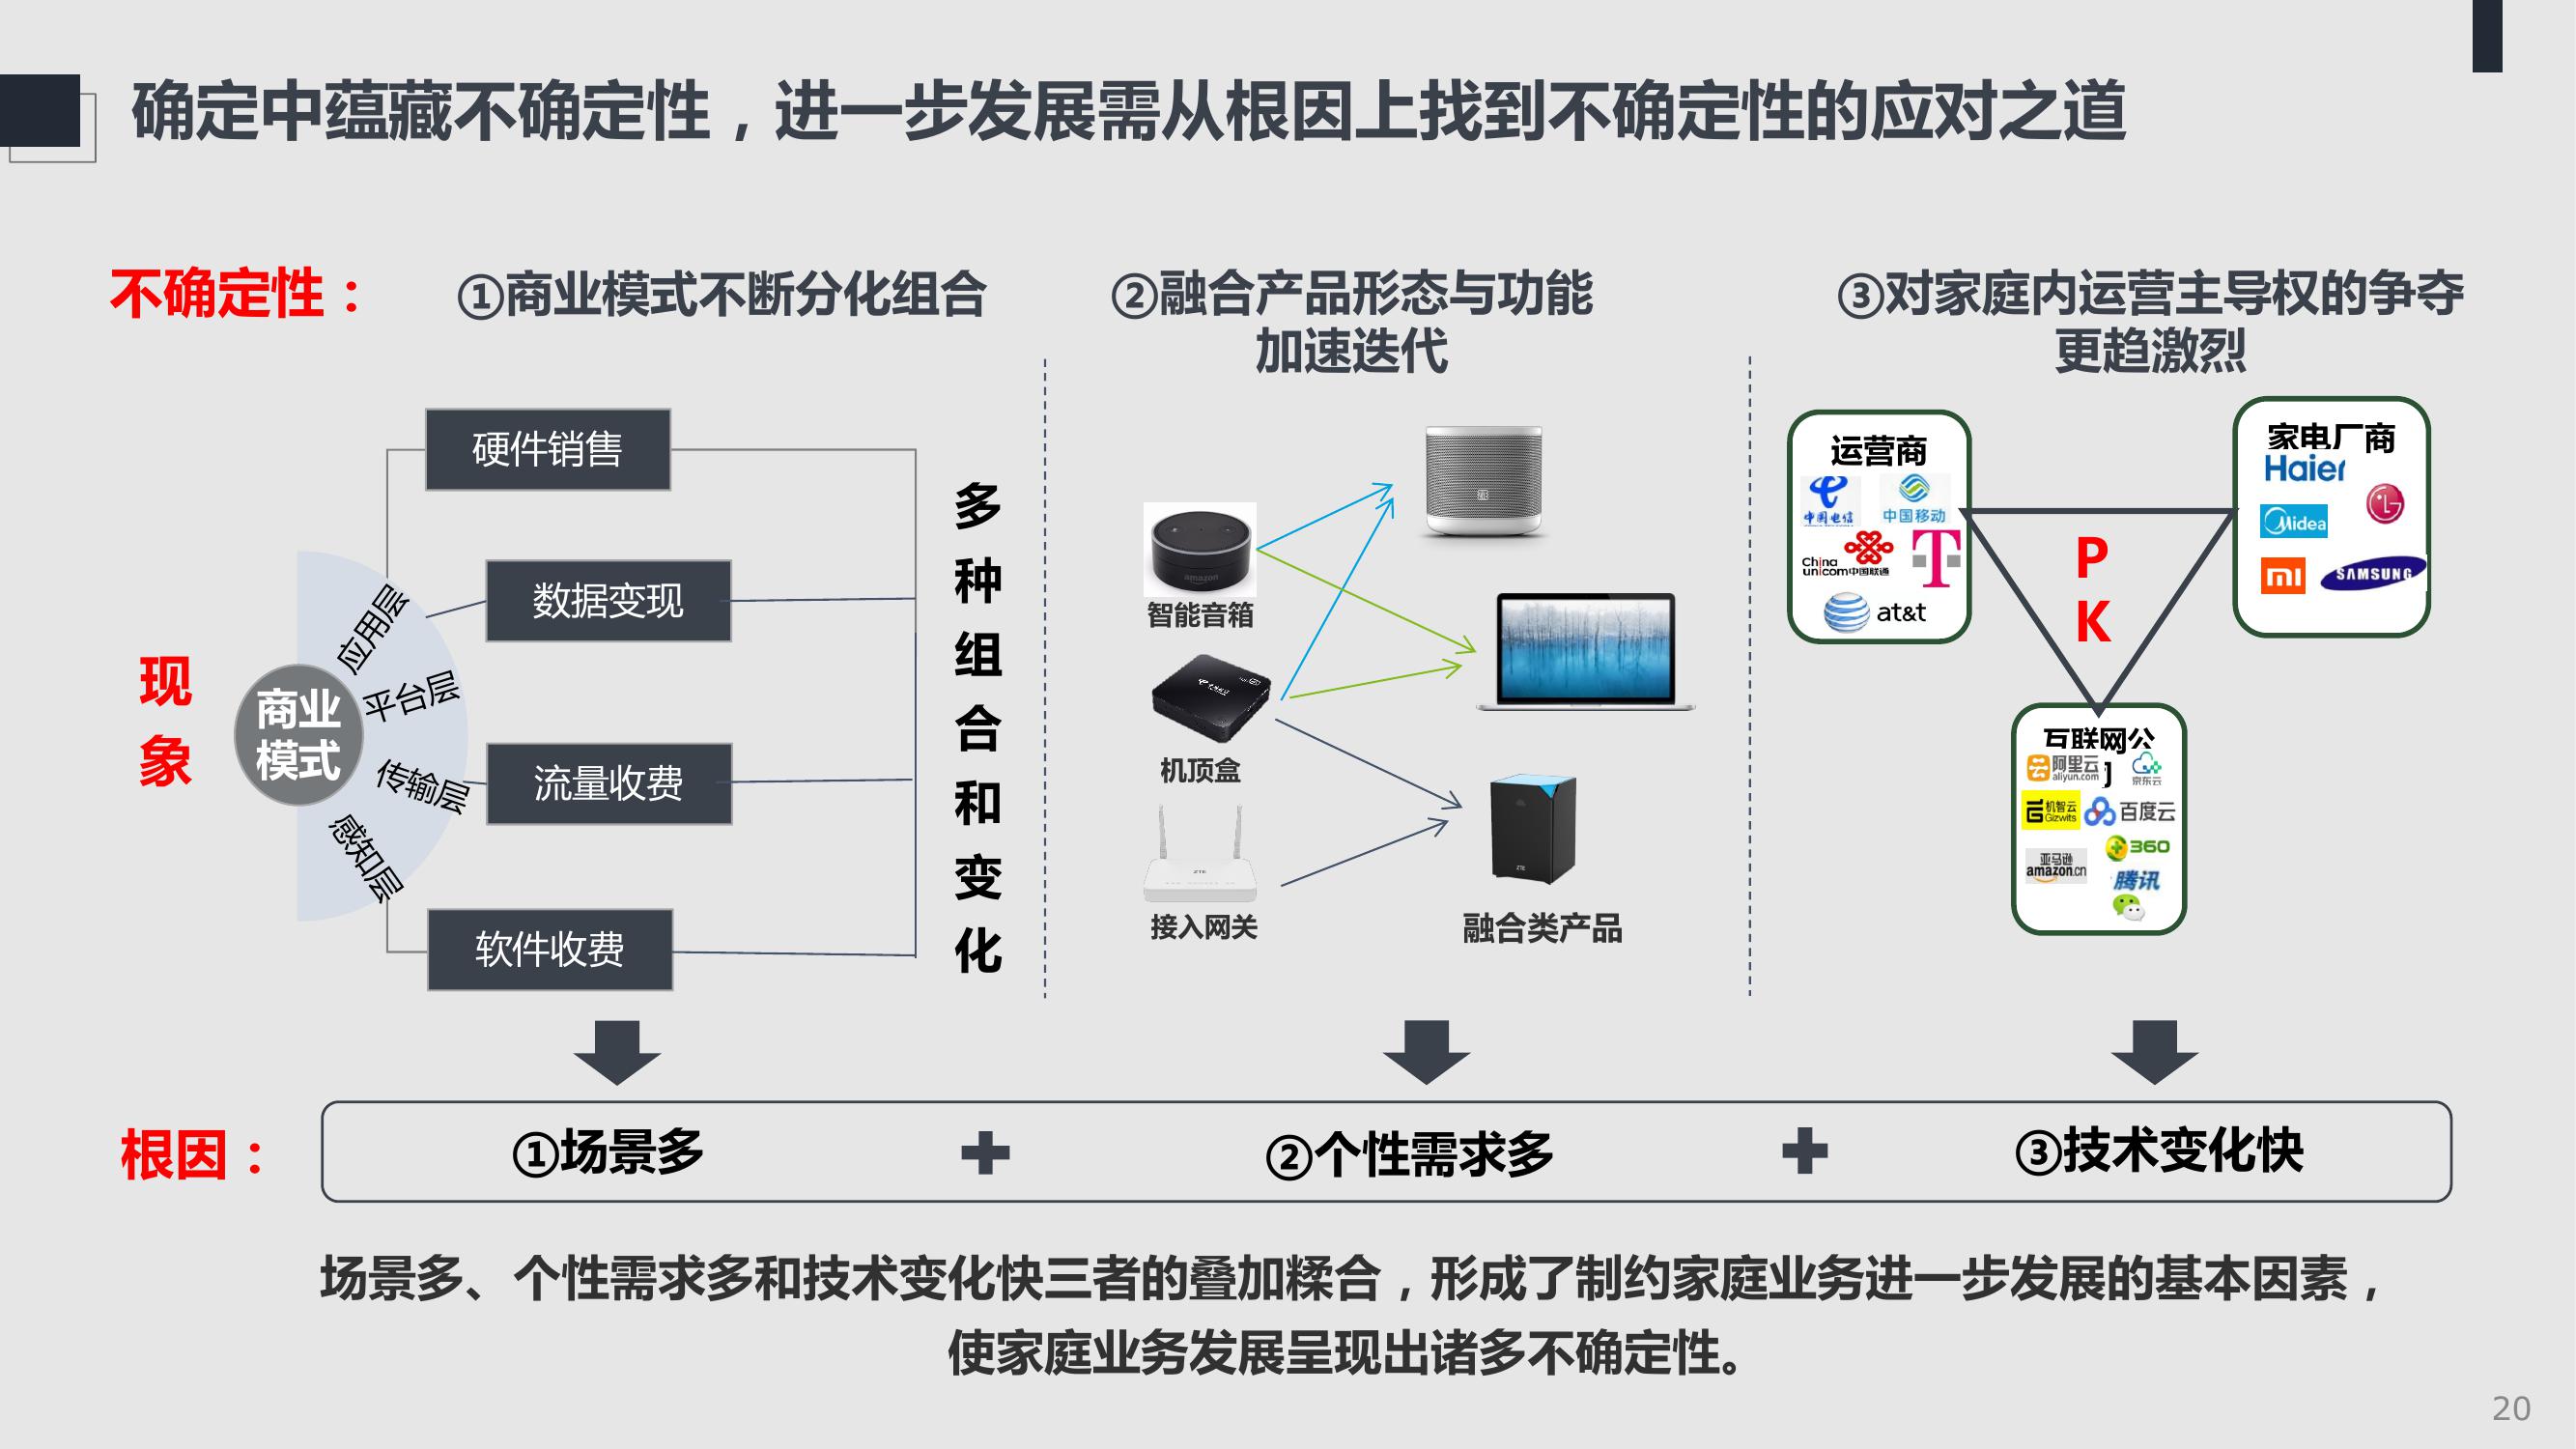 确定中蕴藏不确定性，进一步发展需从根因上找到不确定性的应对之道
不确定性：
①商业模式不断分化组合
②融合产品形态与功能
加速迭代
③对家庭内运营主导权的争夺
更趋激烈
现
象
商业
模式
应用层
平台层
传输层
感知层
硬件销售
数据变现
流量收费
软件收费
多
种
组
合
和
变
化
amazon
智能音箱
机顶盒
ZTE
接入网关
ZTE
融合类产品
运营商
中国电信
中国移动
China
unicom中国联通
T
at&t
P
K
家电厂商
Haier
LG
Midea
mi
SAMSUNG
互联网公
阿里云
aliyun.com
京东云
机智云
Gizwits
百度云
360
亚马逊
amazon.cn
腾讯
根因：
①场景多
②个性需求多
③技术变化快
场景多、个性需求多和技术变化快三者的叠加糅合，形成了制约家庭业务进一步发展的基本因素，
使家庭业务发展呈现出诸多不确定性。
20